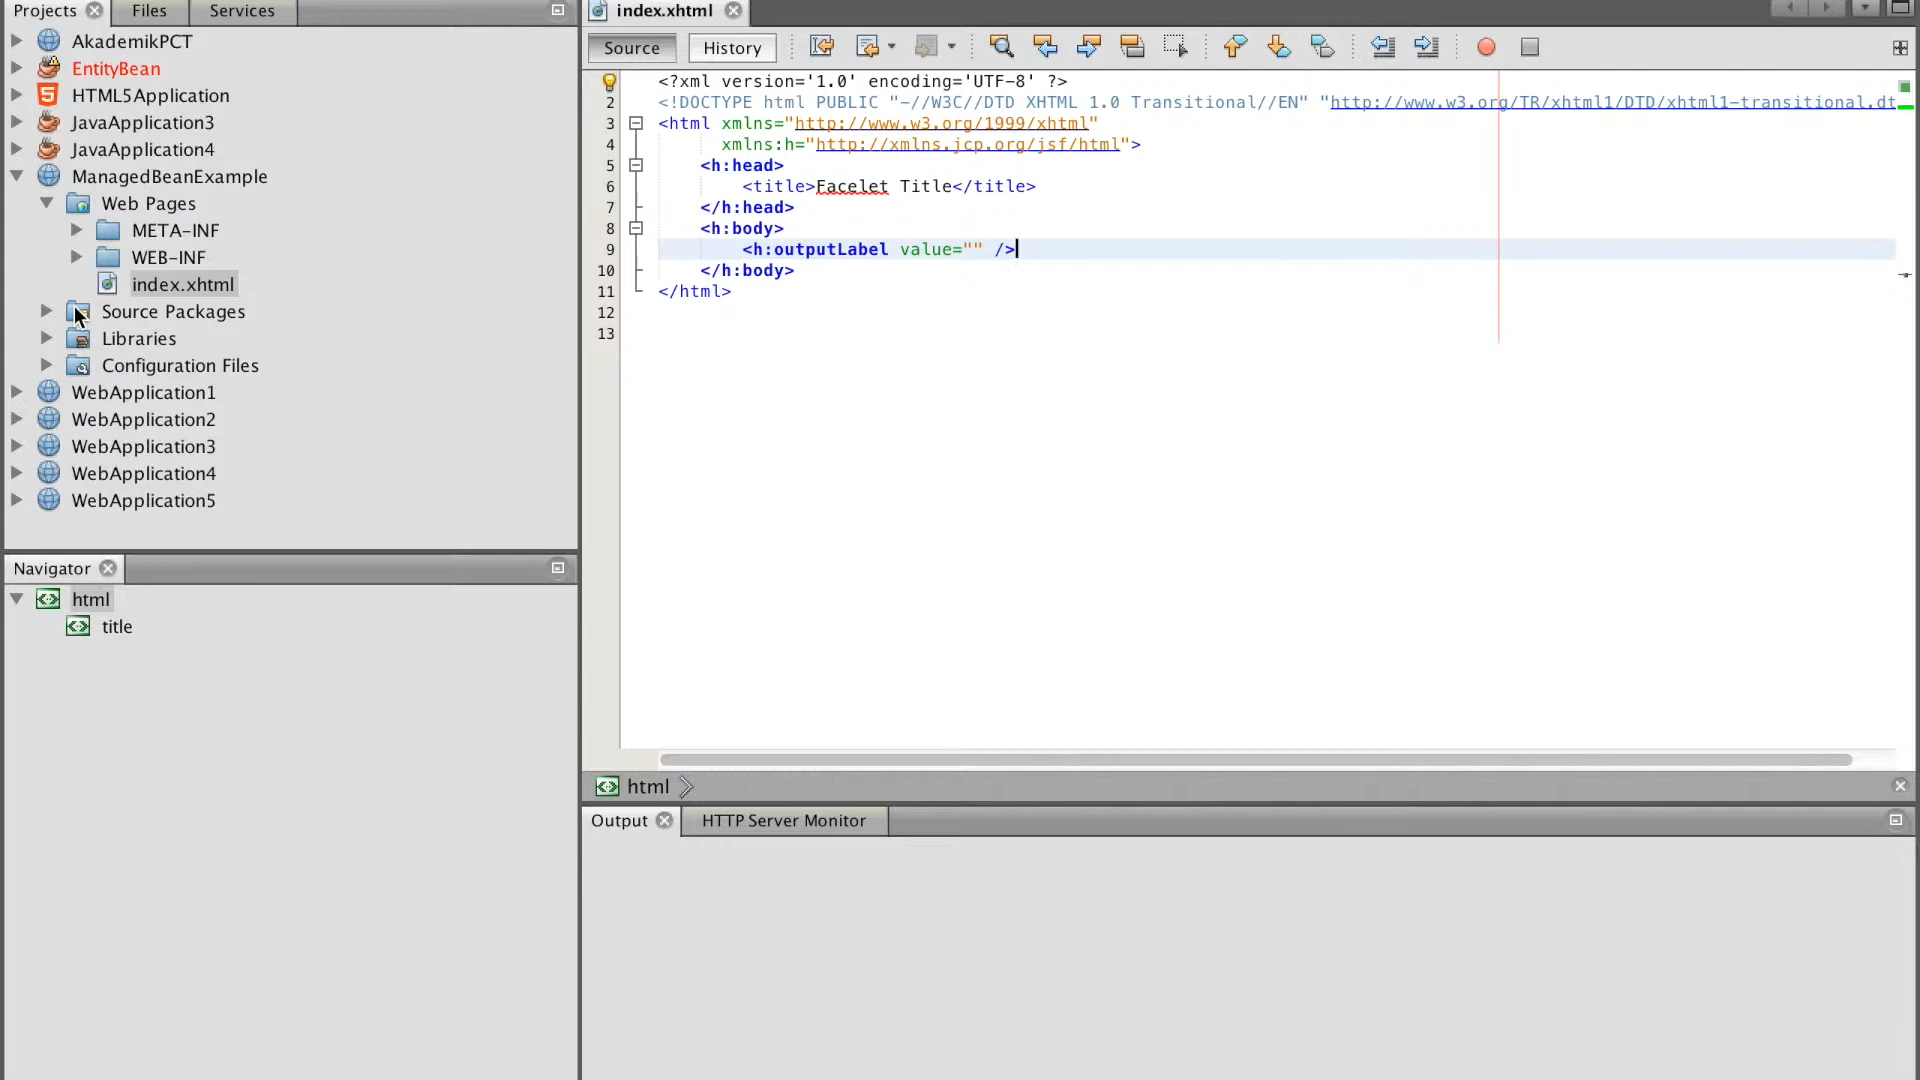 Projects
Files
Services
AkademikPCT
EntityBean
HTML5Application
JavaApplication3
JavaApplication4
ManagedBeanExample
Web Pages
META-INF
WEB-INF
index.xhtml
Source Packages
Libraries
Configuration Files
WebApplication1
WebApplication2
WebApplication3
WebApplication4
WebApplication5
Navigator
html
title
index.xhtml
Source
History
<?xml version='1.0' encoding='UTF-8' ?>
2 <!DOCTYPE html PUBLIC "-//W3C//DTD XHTML 1.0 Transitional//EN" "http://www.w3.org/TR/xhtml1/DTD/xhtml1-transitional.dt
3 <html xmlns="http://www.w3.org/1999/xhtml"
4 xmlns:h="http://xmlns.jcp.org/jsf/html">
5 <h:head>
6 <title>Facelet Title</title>
7 </h:head>
8 <h:body>
9 <h:outputLabel value="" />
10 </h:body>
11 </html>
12
13
html
Output
HTTP Server Monitor